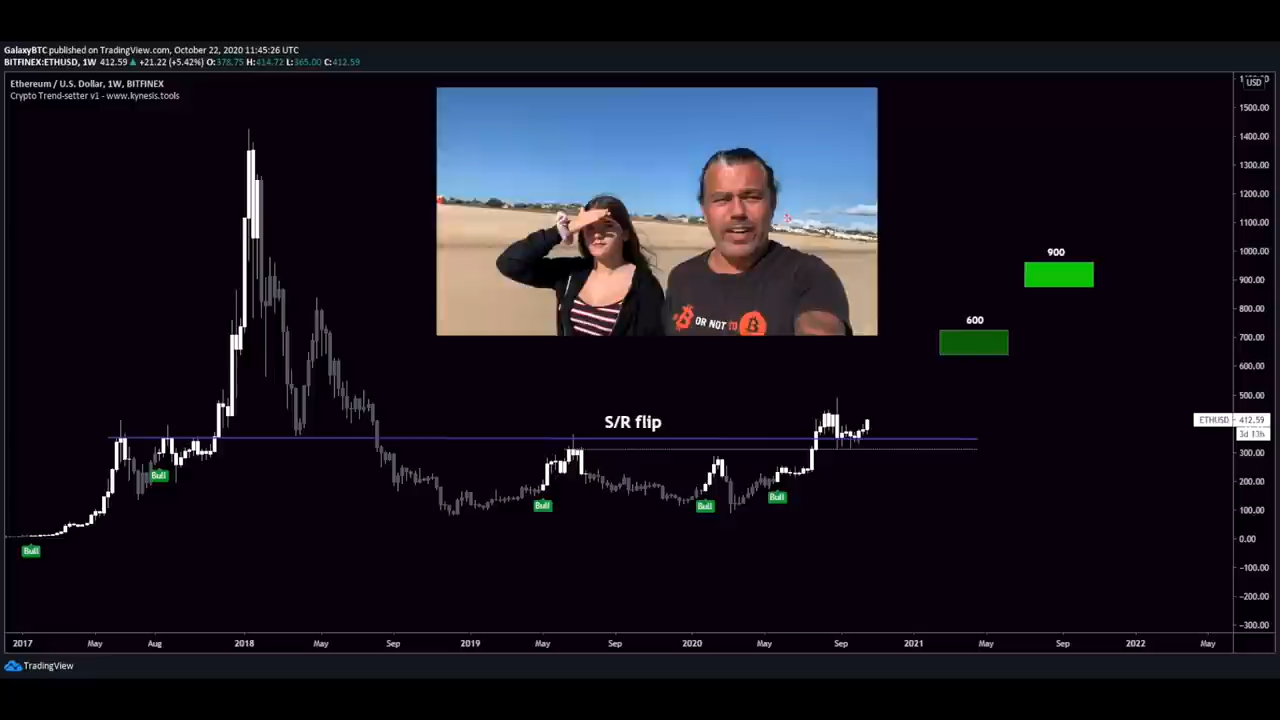 GalaxyBTC published on TradingView.com, October 22, 2020 11:45:26 UTC
BITFINEX:ETHUSD, 1W 412.59 ▲ +21.22 (+5.42%) O:378.75 H:414.72 L:365.00 C:412.59
Ethereum / U.S. Dollar, 1W, BITFINEX
Crypto Trend-setter v1 - www.kynesis.tools
USD
1500.00
1400.00
1300.00
1200.00
1100.00
1000.00
900.00
800.00
700.00
600.00
500.00
ETHUSD 412.59
3d 13h
300.00
200.00
100.00
0.00
-100.00
-200.00
-300.00
OR NOT TO
900
600
S/R flip
Bull
Bull
Bull
Bull
Bull
2017 May Aug 2018 May Sep 2019 May Sep 2020 May Sep 2021 May Sep 2022 May
TradingView